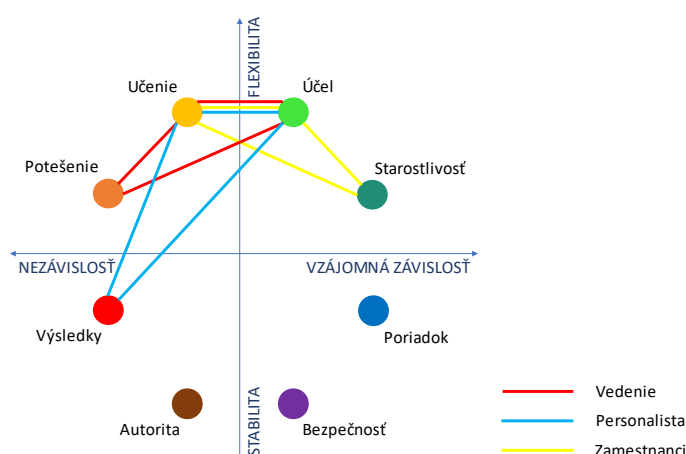 FLEXIBILITA
Učenie
Účel
Potešenie
Starostlivosť
NEZÁVISLOSŤ
VZÁJOMNÁ ZÁVISLOSŤ
Výsledky
Poriadok
Autorita
Bezpečnosť
STABILITA
Vedenie
Personalista
Zamestnanci